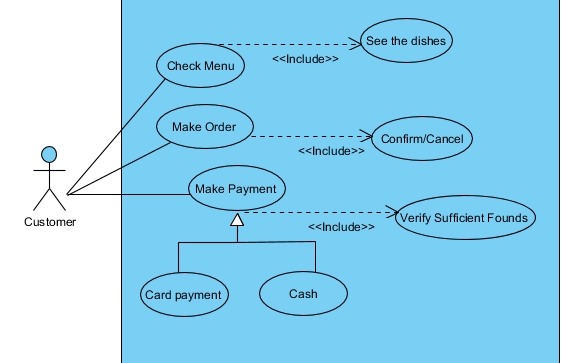 See the dishes
<<Include>>
Check Menu
Make Order
Confirm/Cancel
<<Include>>
Make Payment
Customer
Verify Sufficient Founds
<<Include>>
Card payment
Cash